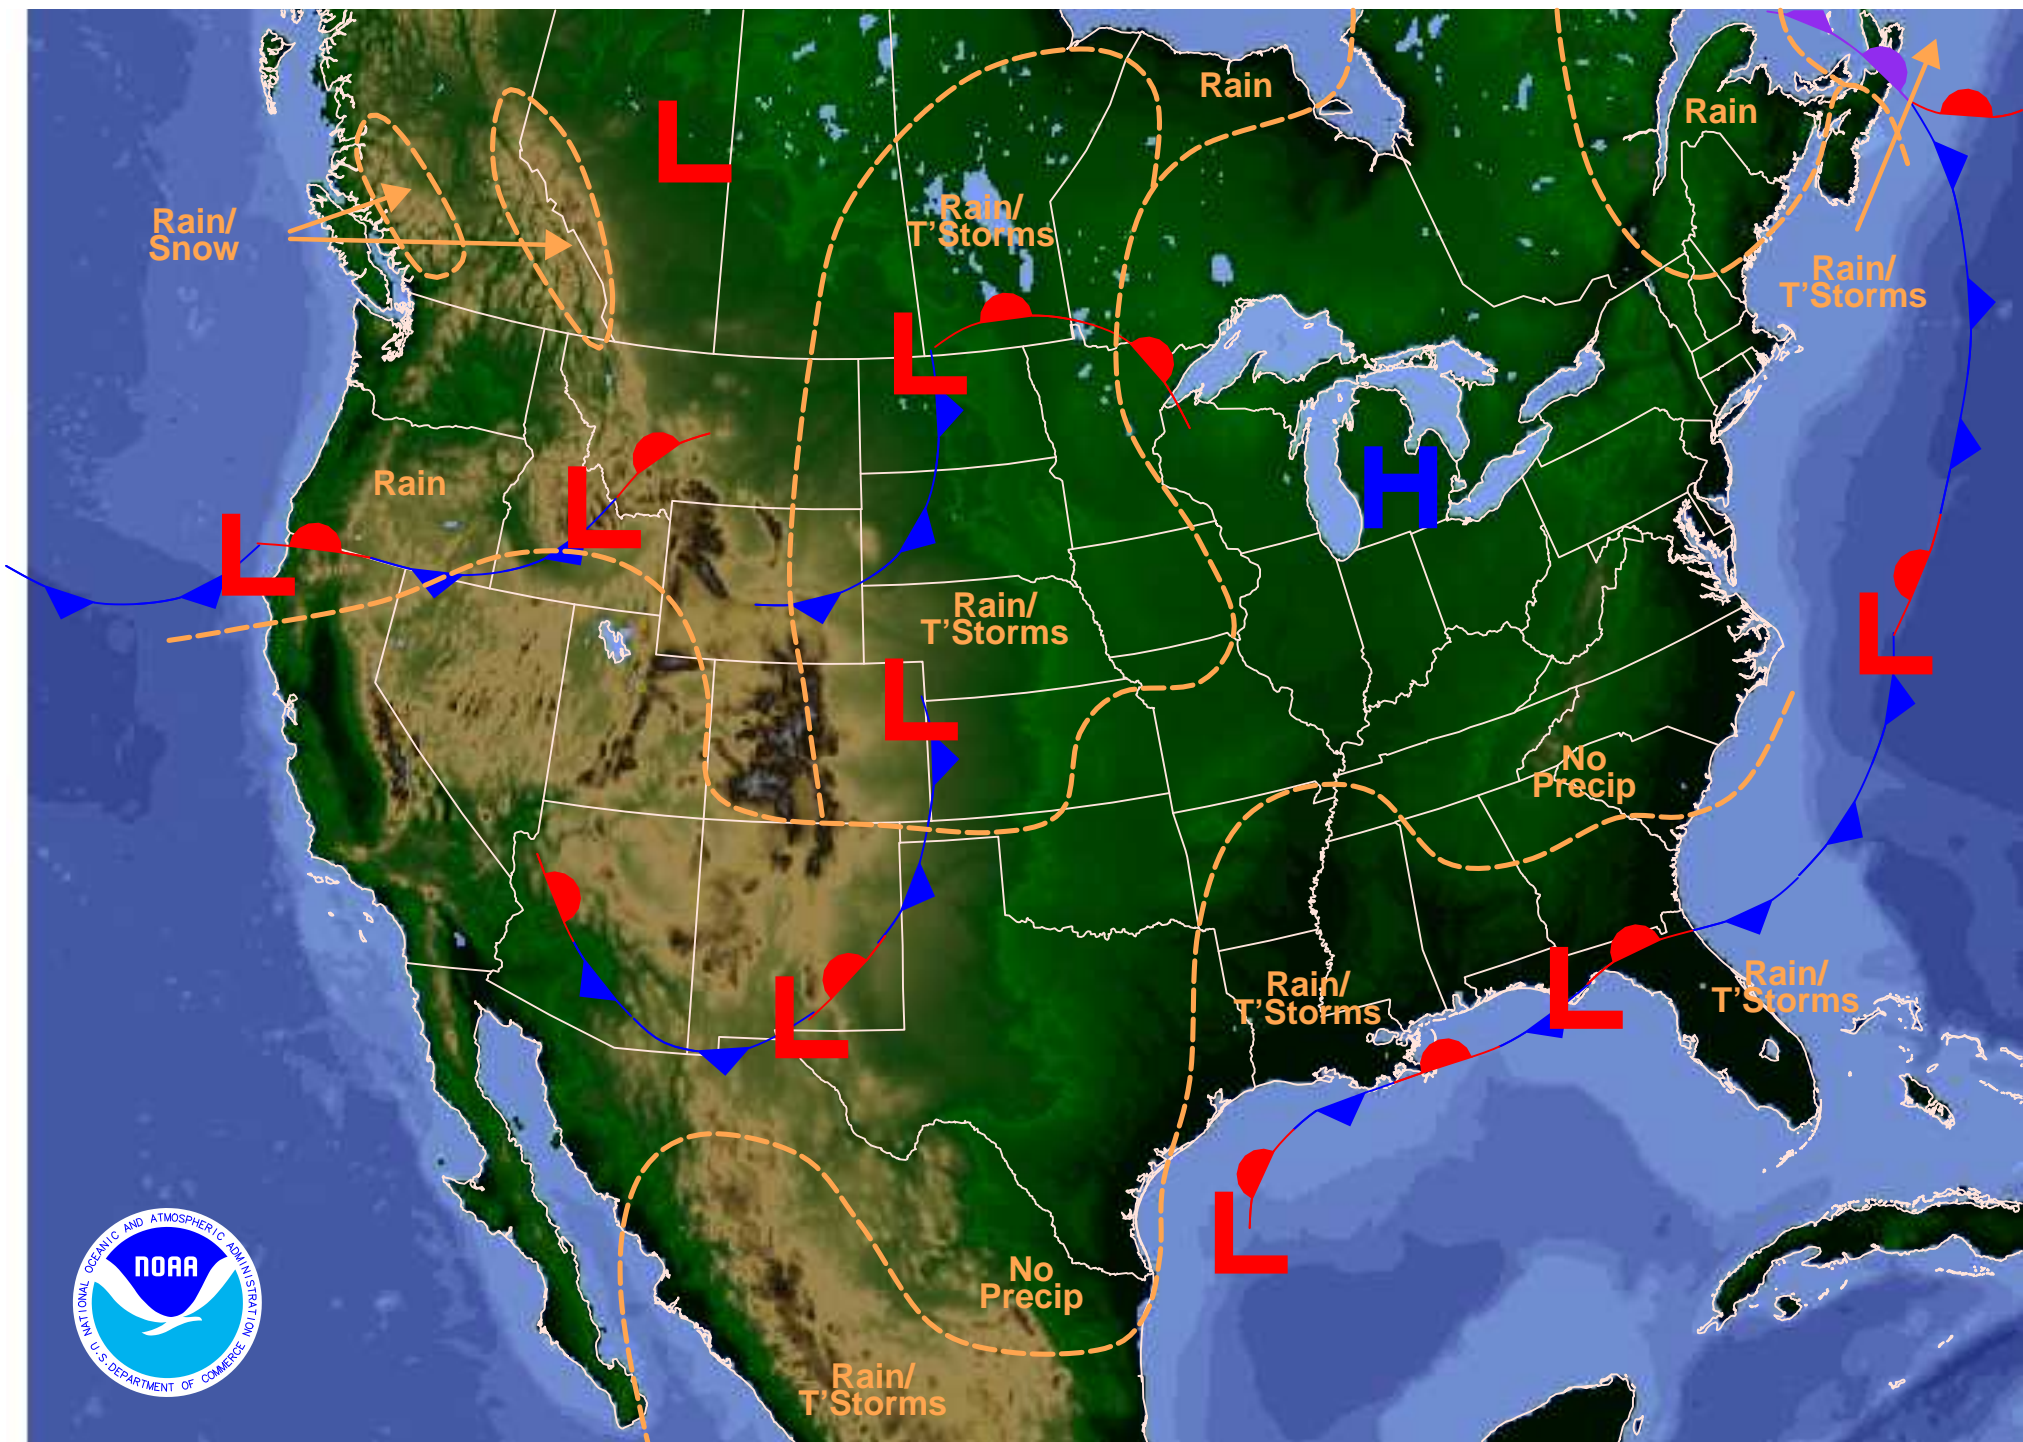 Rain
Rain
Rain/
Snow
Rain/
T'Storms
Rain/
T'Storms
L
L
H
Rain
L
L
L
Rain/
T'Storms
L
No
Precip
Rain/
T'Storms
Rain/
T'Storms
L
L
L
No
Precip
Rain/
T'Storms
L
NATIONAL OCEANIC AND ATMOSPHERIC ADMINISTRATION
NOAA
U.S. DEPARTMENT OF COMMERCE